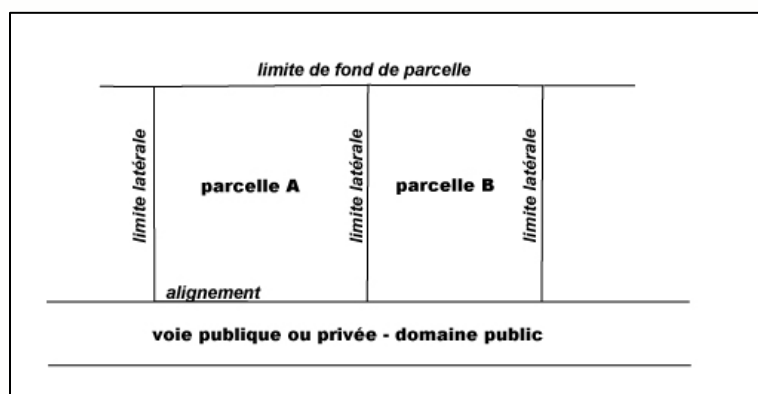 limite de fond de parcelle
limite latérale
parcelle A
limite latérale
parcelle B
limite latérale
alignement
voie publique ou privée - domaine public